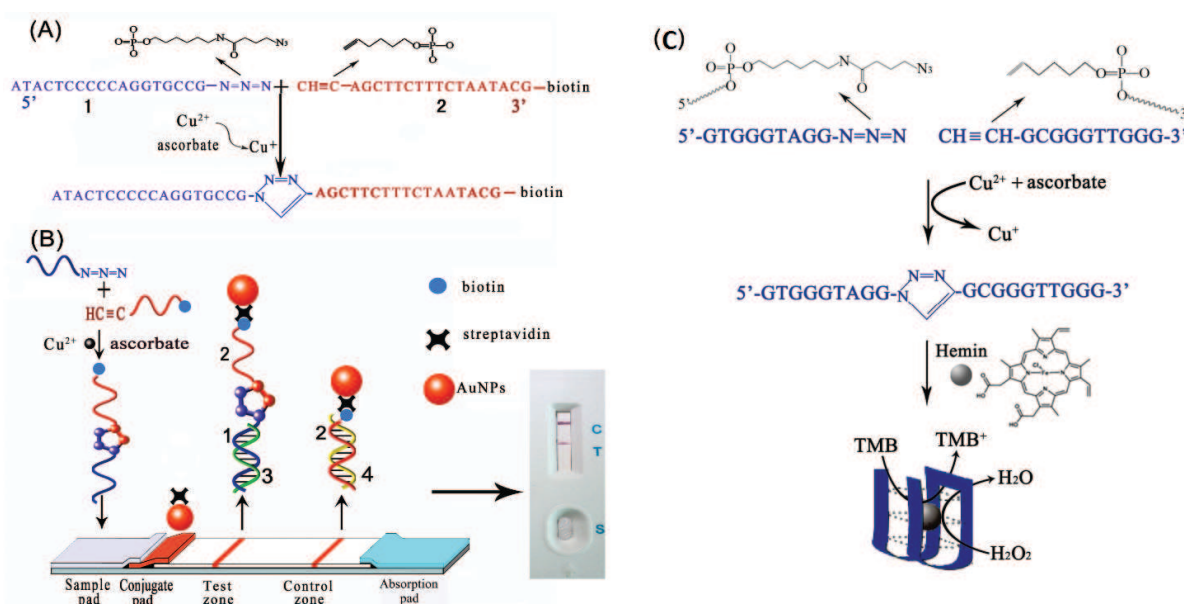 (A)
O
HO-P-O
O
N
O
N₃
O
O-P-O
O
ATACTCCCCCAGGTGCCG-N=N=N + CH≡C-AGCTTCTTTCTAATACG-biotin
5' 1 2 3'
Cu²⁺
ascorbate Cu⁺
N=N
ATACTCCCCCAGGTGCCG-N AGCTTCTTTCTAATACG-biotin
(B)
N=N=N
+
HC≡C
Cu²⁺ ascorbate
biotin
streptavidin
AuNPs
2
1
3
2
4
C
T
S
Sample pad
Conjugate pad
Test zone
Control zone
Absorption pad
(C)
O
O-P-O
O
N
O
N₃
5'
O
O-P-O
O
3'
5'-GTGGGTAGG-N=N=N CH≡CH-GCGGGTTGGG-3'
Cu²⁺ + ascorbate
Cu⁺
N=N
5'-GTGGGTAGG-N GCGGGTTGGG-3'
Hemin
TMB TMB⁺
H₂O
H₂O₂